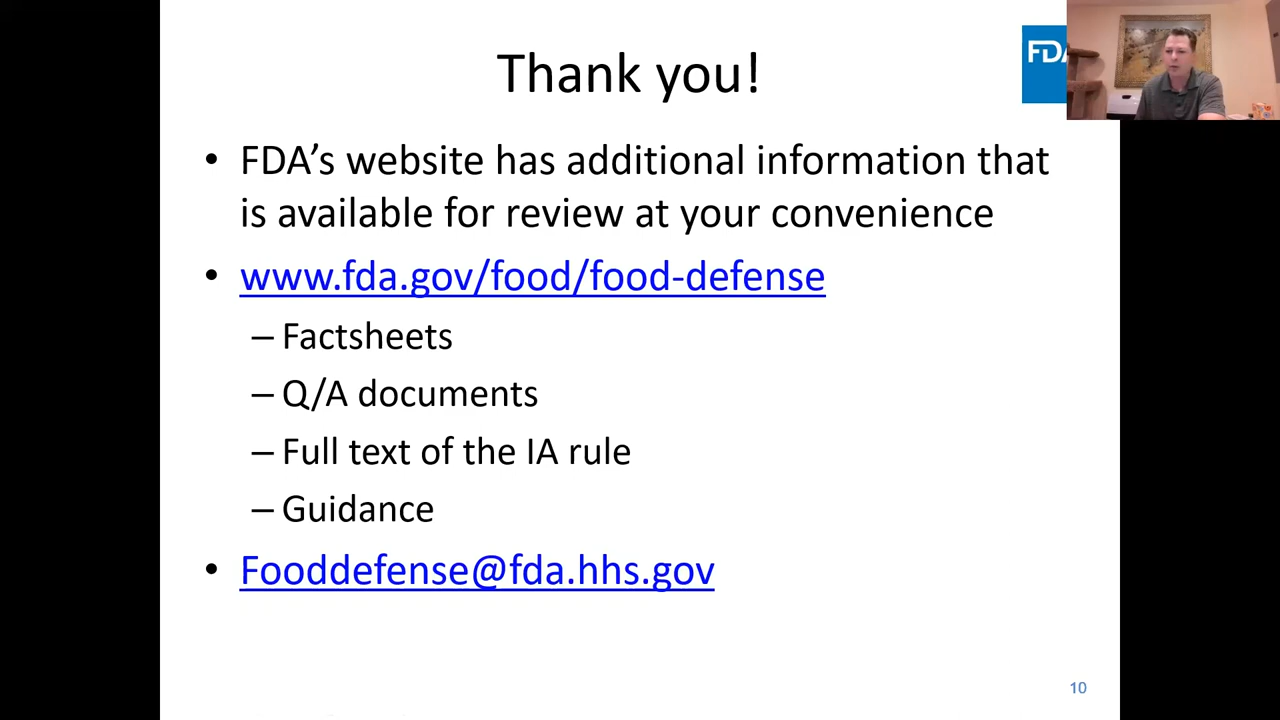 Thank you!
FDA
• FDA’s website has additional information that
is available for review at your convenience
• www.fda.gov/food/food-defense
– Factsheets
– Q/A documents
– Full text of the IA rule
– Guidance
• Fooddefense@fda.hhs.gov
10